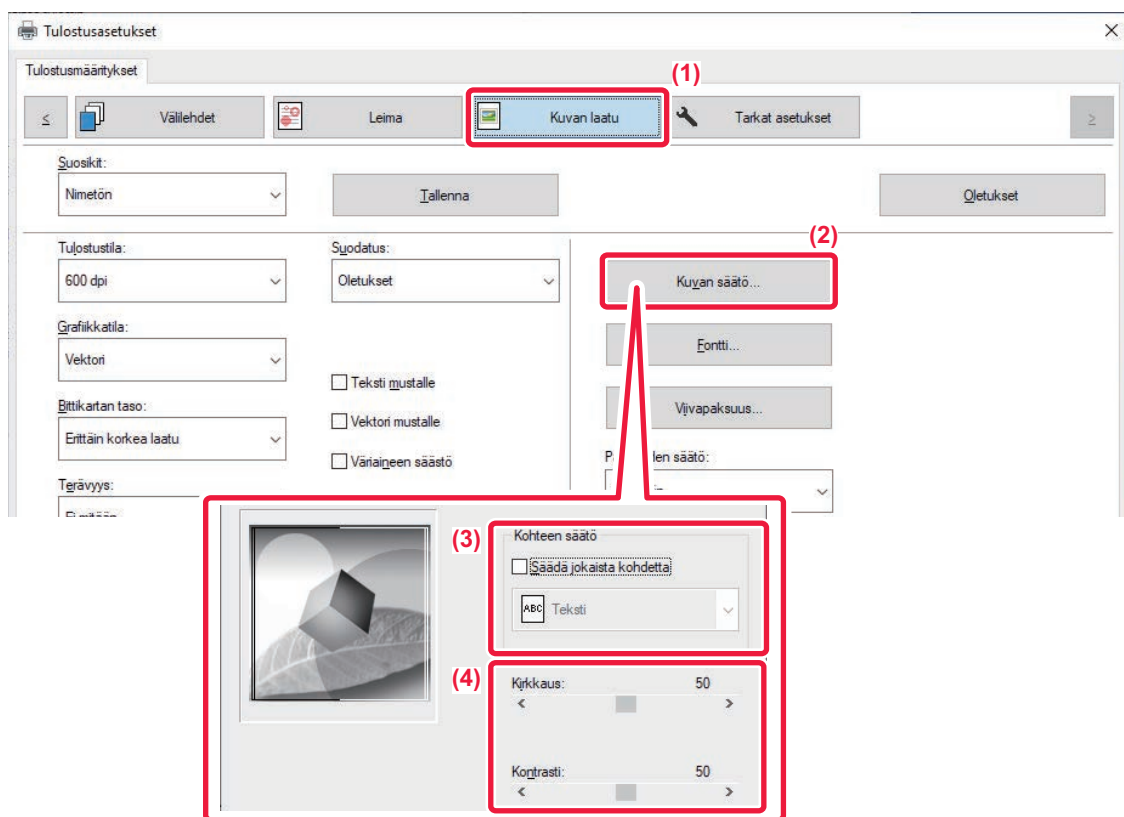 Tulostusasetukset
Tulostusmääritykset
(1)
≤ Välilehdet Leima Kuvan laatu Tarkat asetukset ≥
Suosikit:
Nimetön Tallenna Oletukset
(2)
Tulostustila: Suodatus:
600 dpi Oletukset Kuvan säätö...
Grafiikkatila:
Vektori Fontti...
Teksti mustalle
Bittikartan taso: Viivapaksuus...
Vektori mustalle
Erittäin korkea laatu
Väriaineen säästö
len säätö:
Terävyys:
(3) Kohteen säätö
Säädä jokaista kohdetta
ABC Teksti
(4) Kirkkaus: 50
< >
Kontrasti: 50
< >